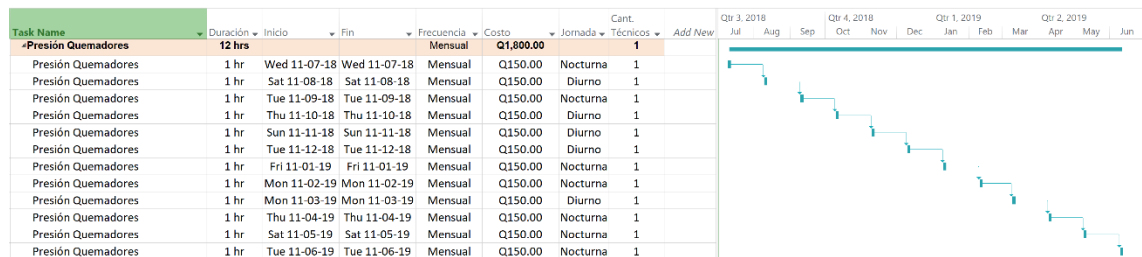 Cant. Qtr 3, 2018 Qtr 4, 2018 Qtr 1, 2019 Qtr 2, 2019
Task Name Duración Inicio Fin Frecuencia Costo Jornada Técnicos Add New Jul Aug Sep Oct Nov Dec Jan Feb Mar Apr May Jun
Presión Quemadores 12 hrs Mensual Q1,800.00 1
Presión Quemadores 1 hr Wed 11-07-18 Wed 11-07-18 Mensual Q150.00 Nocturna 1
Presión Quemadores 1 hr Sat 11-08-18 Sat 11-08-18 Mensual Q150.00 Diurno 1
Presión Quemadores 1 hr Tue 11-09-18 Tue 11-09-18 Mensual Q150.00 Nocturna 1
Presión Quemadores 1 hr Thu 11-10-18 Thu 11-10-18 Mensual Q150.00 Diurno 1
Presión Quemadores 1 hr Sun 11-11-18 Sun 11-11-18 Mensual Q150.00 Diurno 1
Presión Quemadores 1 hr Tue 11-12-18 Tue 11-12-18 Mensual Q150.00 Diurno 1
Presión Quemadores 1 hr Fri 11-01-19 Fri 11-01-19 Mensual Q150.00 Nocturna 1
Presión Quemadores 1 hr Mon 11-02-19 Mon 11-02-19 Mensual Q150.00 Nocturna 1
Presión Quemadores 1 hr Mon 11-03-19 Mon 11-03-19 Mensual Q150.00 Diurno 1
Presión Quemadores 1 hr Thu 11-04-19 Thu 11-04-19 Mensual Q150.00 Nocturna 1
Presión Quemadores 1 hr Sat 11-05-19 Sat 11-05-19 Mensual Q150.00 Nocturna 1
Presión Quemadores 1 hr Tue 11-06-19 Tue 11-06-19 Mensual Q150.00 Nocturna 1